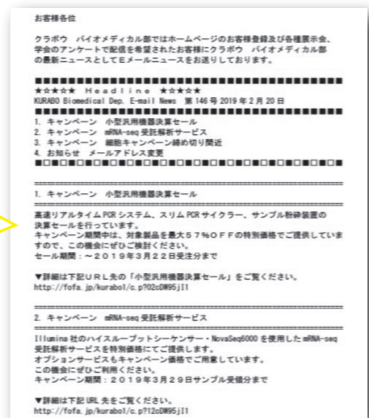 お客様各位
クラボウ バイオメディカル部ではホームページのお客様登録及び各種展示会、
学会のアンケートで配信を希望されたお客様にクラボウ バイオメディカル部
の最新ニュースとしてEメールニュースをお送りしております。
■■■■■■■■■■■■■■■■■■■■■■■■■■■■■■■■■
★☆★☆★ Headline ★☆★☆★
KURABO Biomedical Dep. E-mail News 第146号 2019年2月20日
■■■■■■■■■■■■■■■■■■■■■■■■■■■■■■■■■
1. キャンペーン 小型汎用機器決算セール
2. キャンペーン mRNA-seq 受託解析サービス
3. キャンペーン 細胞キャンペーン締め切り間近
4. お知らせ メールアドレス変更
■□■□■□■□■□■□■□■□■□■□■□■□■□■□■□■□■
==================================================
1. キャンペーン 小型汎用機器決算セール
==================================================
高速リアルタイムPCRシステム、スリムPCRサイクラー、サンプル粉砕装置の
決算セールを行っています。
キャンペーン期間中は、対象製品を最大57%OFFの特別価格でご提供していま
すので、この機会にぜひご検討ください。
セール期間:~2019年3月22日受注分まで
▼詳細は下記URL先の「小型汎用機器決算セール」をご覧ください。
http://fofa.jp/kurabo1/c.p?02cDW95jI1
==================================================
2. キャンペーン mRNA-seq 受託解析サービス
==================================================
Illumina社のハイスループットシーケンサー・NovaSeq6000を使用したmRNA-seq
受託解析サービスを特別価格にてご提供します。
オプションサービスもキャンペーン価格でご用意しています。
この機会にぜひご利用ください。
キャンペーン期間:2019年3月29日サンプル受領分まで
▼詳細は下記URL先をご覧ください。
http://fofa.jp/kurabo1/c.p?12cDW95jI1